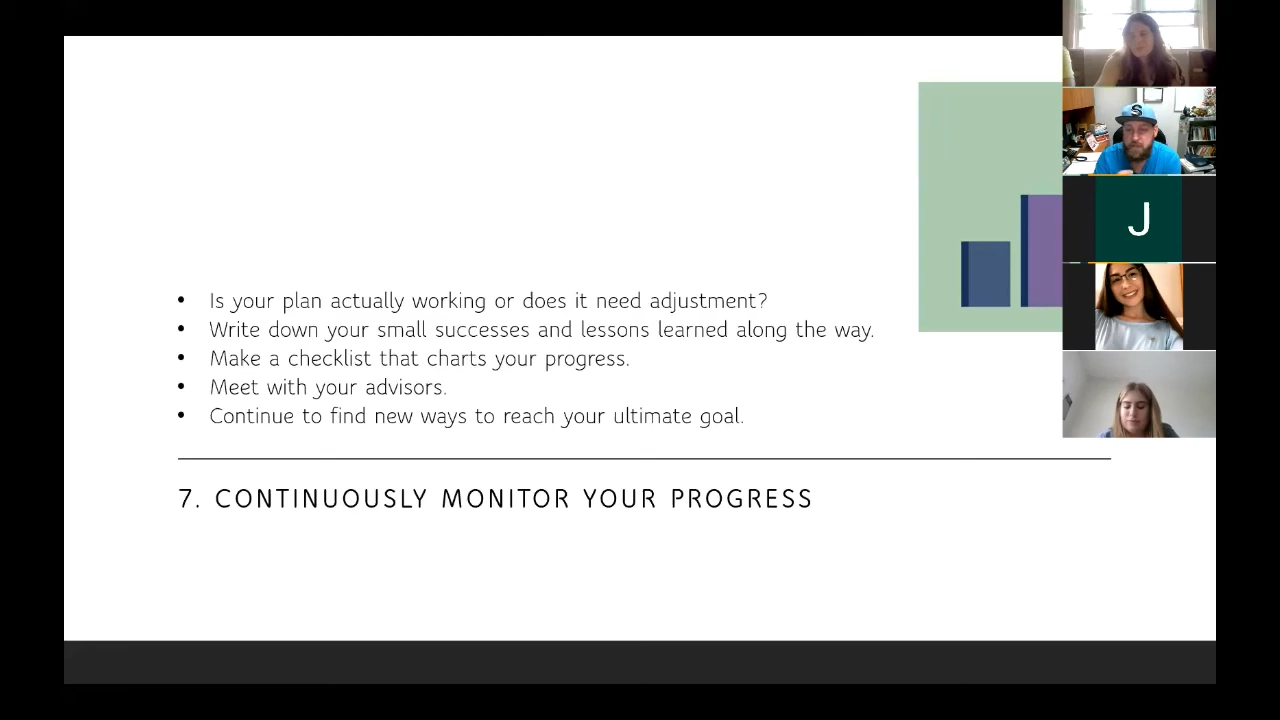 • Is your plan actually working or does it need adjustment?
• Write down your small successes and lessons learned along the way.
• Make a checklist that charts your progress.
• Meet with your advisors.
• Continue to find new ways to reach your ultimate goal.
7. CONTINUOUSLY MONITOR YOUR PROGRESS
S
J